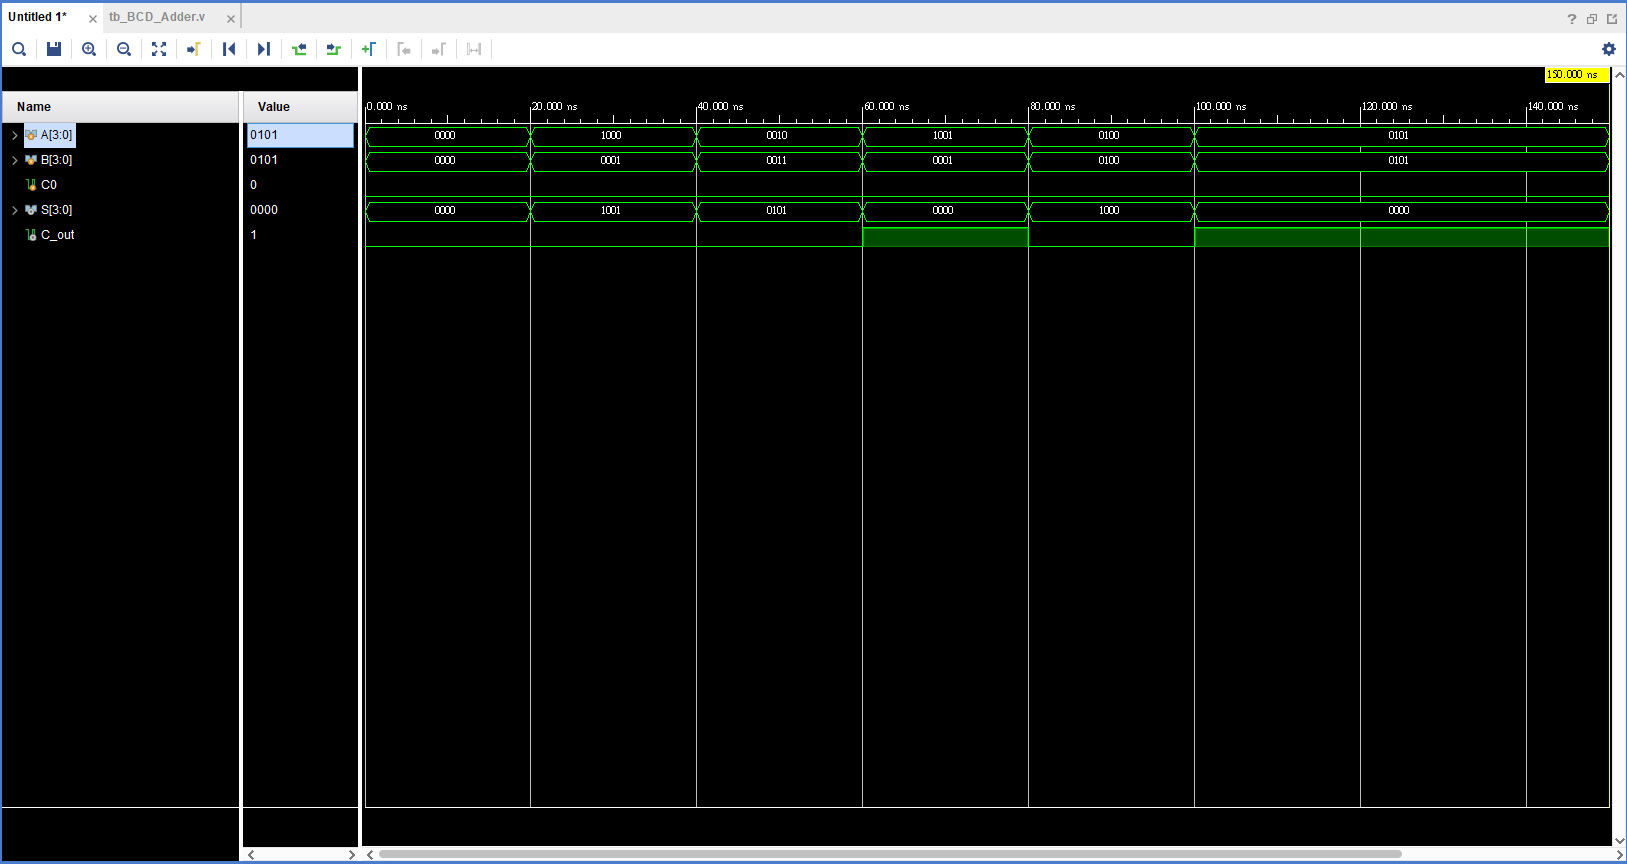 Untitled 1* tb_BCD_Adder.v
150.000 ns
Name Value
0.000 ns 20.000 ns 40.000 ns 60.000 ns 80.000 ns 100.000 ns 120.000 ns 140.000 ns
A[3:0] 0101 0000 1000 0010 1001 0100 0101
B[3:0] 0101 0000 0001 0011 0001 0100 0101
C0 0
S[3:0] 0000 0000 1001 0101 0000 1000 0000
C_out 1